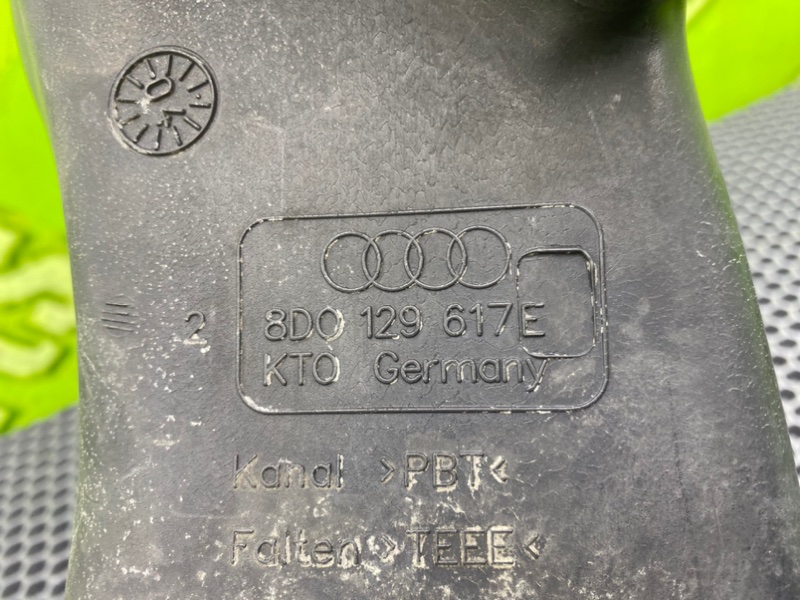 2
8D0 129 617E
KTO Germany
Kanal >PBT<
Falten >TEEE<